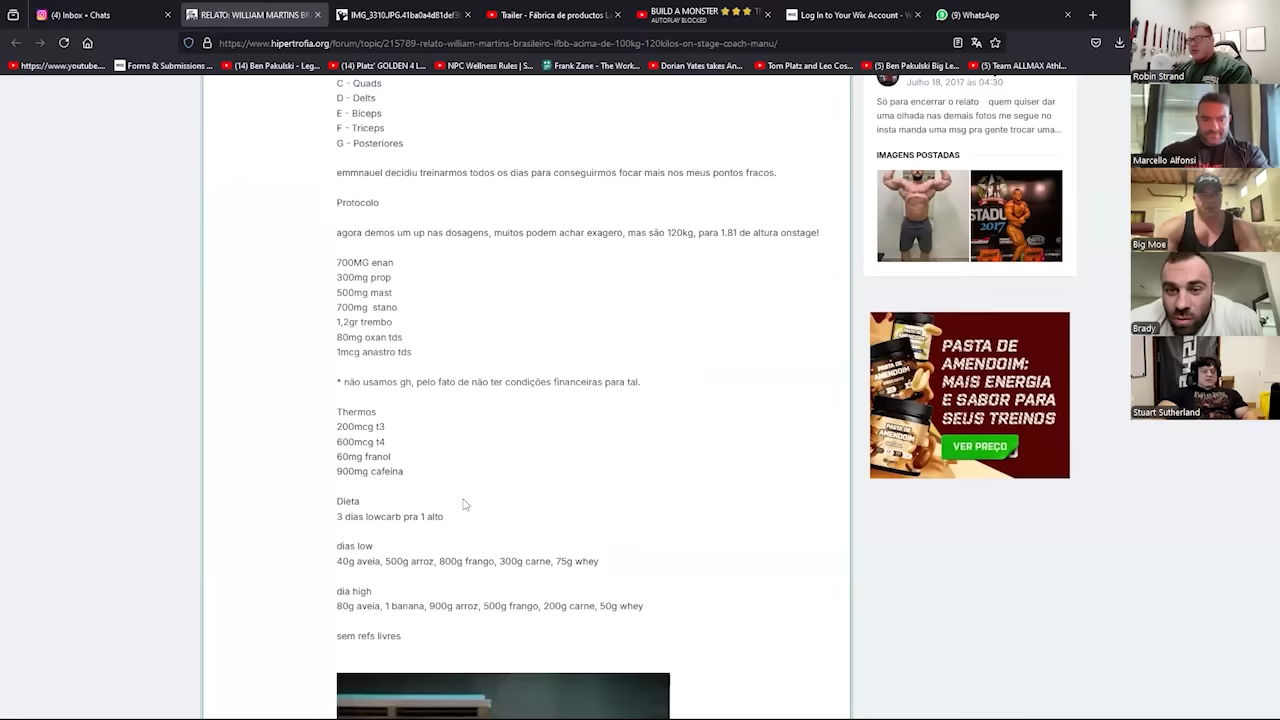 (4) Inbox • Chats
RELATO: WILLIAM MARTINS BR
IMG_3310.JPG.41ba0a4d81def3
Trailer - Fábrica de productos L
BUILD A MONSTER ⭐⭐⭐ T
AUTOPLAY BLOCKED
Log In to Your Wix Account - V
(9) WhatsApp
https://www.hipertrofia.org/forum/topic/215789-relato-william-martins-brasileiro-ifbb-acima-de-100kg-120kilos-on-stage-coach-manu/
https://www.youtube....
Forms & Submissions ...
(14) Ben Pakulski - Leg...
(14) Platz' GOLDEN 4 L...
NPC Wellness Rules | S...
Frank Zane - The Work...
Dorian Yates takes An...
Tom Platz and Leo Cos...
(5) Ben Pakulski Big Le...
(5) Team ALLMAX Athl...
C - Quads
D - Delts
E - Bíceps
F - Triceps
G - Posteriores
emmnauel decidiu treinarmos todos os dias para conseguirmos focar mais nos meus pontos fracos.
Protocolo
agora demos um up nas dosagens, muitos podem achar exagero, mas são 120kg, para 1.81 de altura onstage!
700MG enan
300mg prop
500mg mast
700mg stano
1,2gr trembo
80mg oxan tds
1mcg anastro tds
* não usamos gh, pelo fato de não ter condições financeiras para tal.
Thermos
200mcg t3
600mcg t4
60mg franol
900mg cafeína
Dieta
3 dias lowcarb pra 1 alto
dias low
40g aveia, 500g arroz, 800g frango, 300g carne, 75g whey
dia high
80g aveia, 1 banana, 900g arroz, 500g frango, 200g carne, 50g whey
sem refs livres
Julho 18, 2017 às 04:30
Só para encerrar o relato quem quiser dar
uma olhada nas demais fotos me segue no
insta manda uma msg pra gente trocar uma...
IMAGENS POSTADAS
2017
PASTA DE
AMENDOIM:
MAIS ENERGIA
E SABOR PARA
SEUS TREINOS
VER PREÇO
Robin Strand
Marcello Alfonsi
Big Moe
Brady
Stuart Sutherland